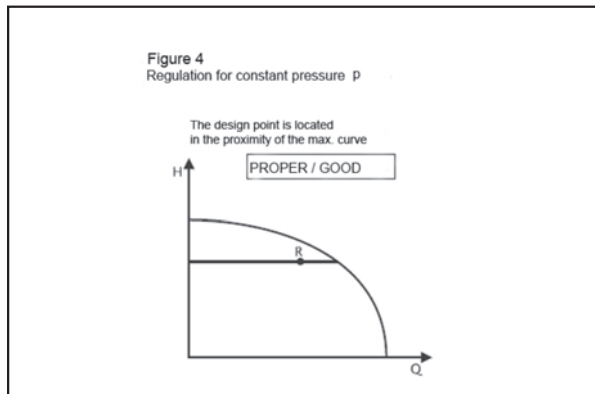 Figure 4
Regulation for constant pressure p
The design point is located
in the proximity of the max. curve
PROPER / GOOD
H
R
Q